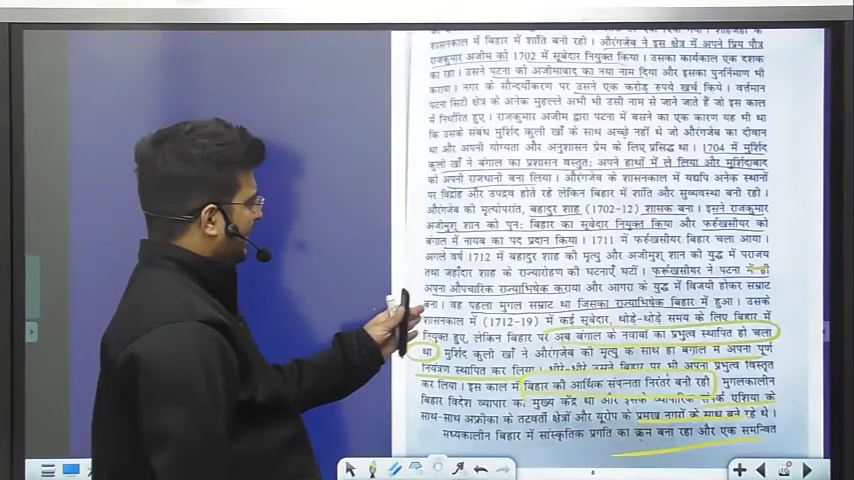 शासनकाल में बिहार में शांति बनी रही। औरंगजेब ने इस क्षेत्र में अपने प्रिय पौत्र
राजकुमार अजीम को 1702 में सूबेदार नियुक्त किया। उसका कार्यकाल एक दशक
का रहा। उसने पटना को अजीमाबाद का नया नाम दिया और इसका पुनर्निमाण भी
कराया। नगर के सौन्दर्यीकरण पर उसने एक करोड़ रुपये खर्च किये। वर्त्तमान
पटना सिटी क्षेत्र के अनेक मुहल्ले अभी भी उसी नाम से जाने जाते हैं जो इस काल
में निर्धारित हुए। राजकुमार अजीम द्वारा पटना में बसने का एक कारण यह भी था
कि उसके संबंध मुर्शिद कुली खाँ के साथ अच्छे नहीं थे जो औरंगजेब का दीवान
था और अपनी योग्यता और अनुशासन प्रेम के लिए प्रसिद्ध था। 1704 में मुर्शिद
कुली खाँ ने बंगाल का प्रशासन वस्तुतः अपने हाथों में ले लिया और मुर्शिदाबाद
को अपनी राजधानी बना लिया। औरंगजेब के शासनकाल में यद्यपि अनेक स्थानों
पर विद्रोह और उपद्रव होते रहे लेकिन बिहार में शांति और सुव्यवस्था बनी रही।
औरंगजेब की मृत्योपरांत, बहादुर शाह (1702-12) शासक बना। इसने राजकुमार
अजीमुश् शान को पुनः बिहार का सूबेदार नियुक्त किया और फर्रुखसीयर को
बंगाल में नायब का पद प्रदान किया। 1711 में फर्रुखसीयर बिहार चला आया।
अगले वर्ष 1712 में बहादुर शाह की मृत्यु और अजीमुश् शान की युद्ध में पराजय
तथा जहाँदार शाह के राज्यारोहण की घटनाएँ घटीं। फर्रुखसीयर ने पटना में ही
अपना औपचारिक राज्याभिषेक कराया और आगरा के युद्ध में विजयी होकर सम्राट
बना। वह पहला मुगल सम्राट था जिसका राज्याभिषेक बिहार में हुआ। उसके
शासनकाल में (1712-19) में कई सूबेदार, थोड़े-थोड़े समय के लिए बिहार में
नियुक्त हुए, लेकिन बिहार पर अब बंगाल के नवाबों का प्रभुत्व स्थापित हो चला
था मुर्शिद कुली खाँ ने औरंगजेब की मृत्यु के साथ ही बंगाल में अपना पूर्ण
नियंत्रण स्थापित कर लिया। धीरे-धीरे उसने बिहार पर भी अपना प्रभुत्व विस्तृत
कर लिया। इस काल में बिहार की आर्थिक संपन्नता निरंतर बनी रही मुगलकालीन
बिहार विदेश व्यापार का मुख्य केंद्र था और इसके व्यापारिक संपर्क एशिया के
साथ-साथ अफ्रीका के तटवर्ती क्षेत्रों और यूरोप के प्रमुख नगरों के साथ बने रहे थे।
मध्यकालीन बिहार में सांस्कृतिक प्रगति का क्रम बना रहा और एक समन्वित